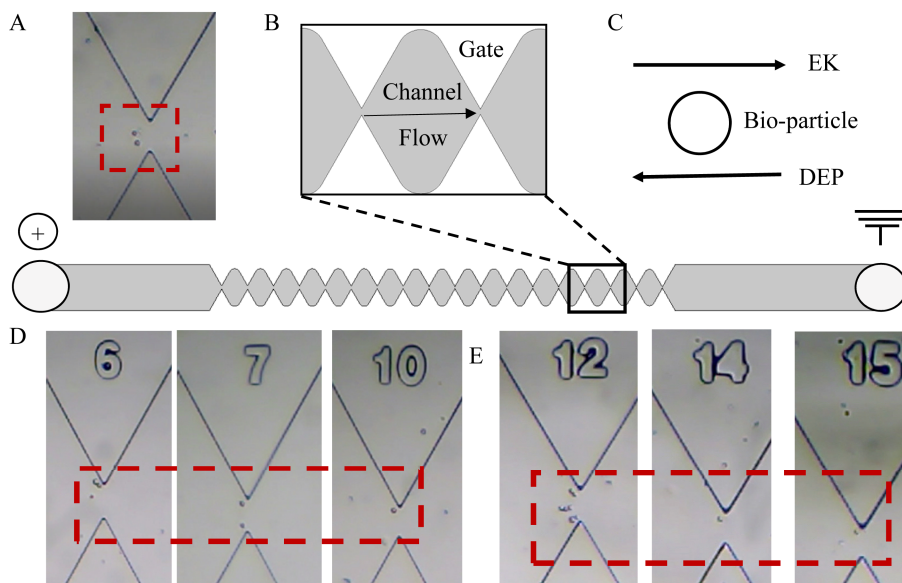 A
B
C
Gate
Channel
Flow
EK
Bio-particle
DEP
+
D
6
7
10
E
12
14
15